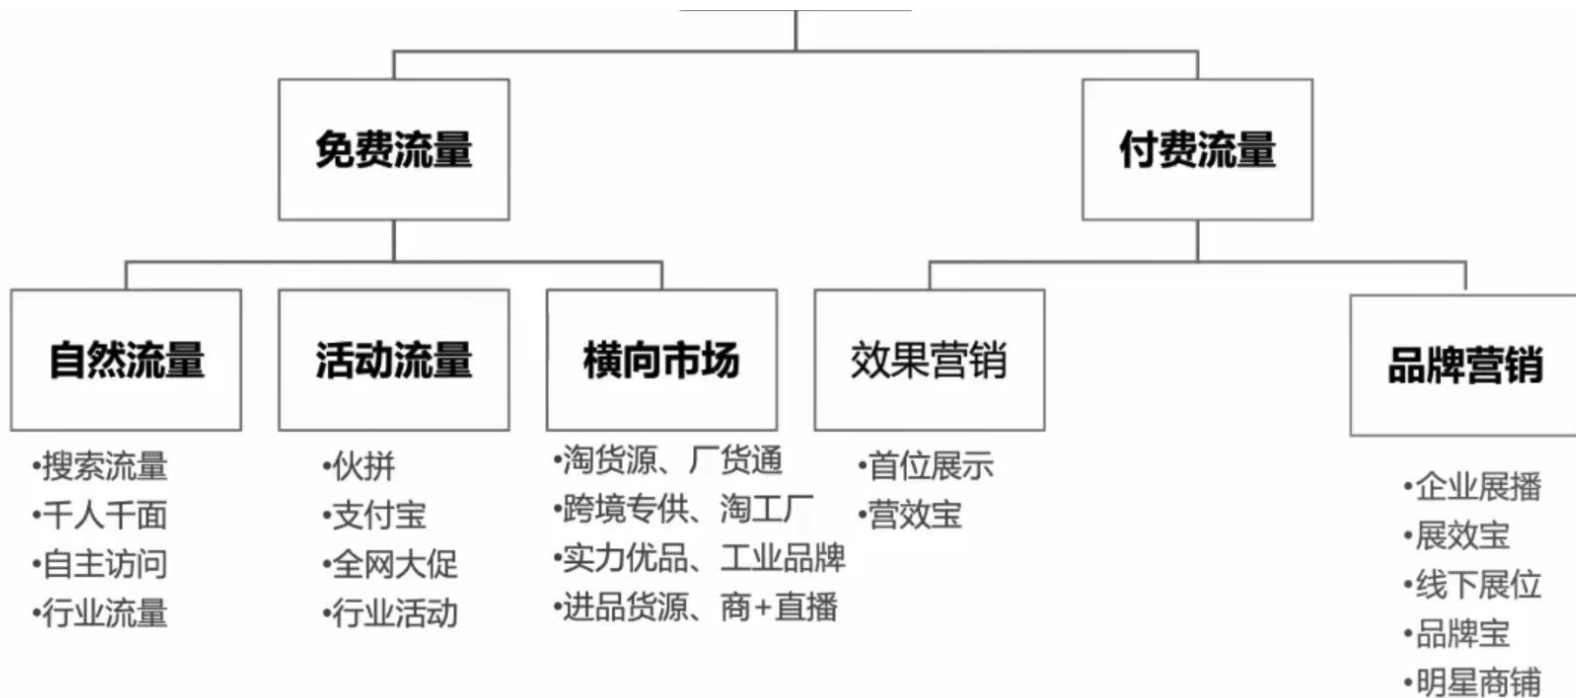 免费流量
付费流量
自然流量
活动流量
横向市场
效果营销
品牌营销
•搜索流量
•千人千面
•自主访问
•行业流量
•伙拼
•支付宝
•全网大促
•行业活动
•淘货源、厂货通
•跨境专供、淘工厂
•实力优品、工业品牌
•进品货源、商+直播
•首位展示
•营效宝
•企业展播
•展效宝
•线下展位
•品牌宝
•明星商铺